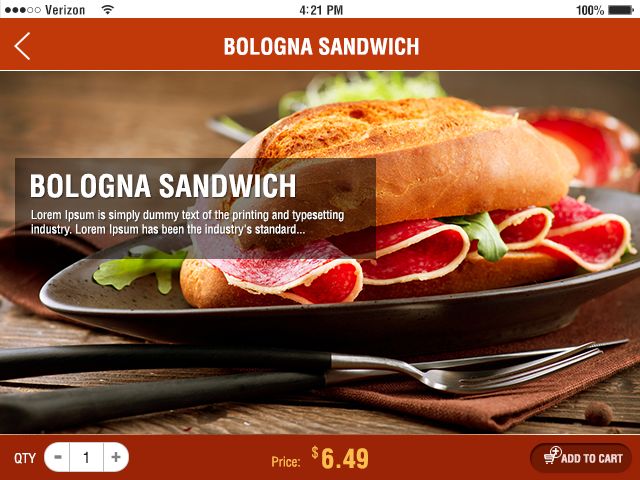 Verizon 4:21 PM 100%
BOLOGNA SANDWICH
BOLOGNA SANDWICH
Lorem Ipsum is simply dummy text of the printing and typesetting
industry. Lorem Ipsum has been the industry's standard...
QTY - 1 + Price: $6.49 ADD TO CART